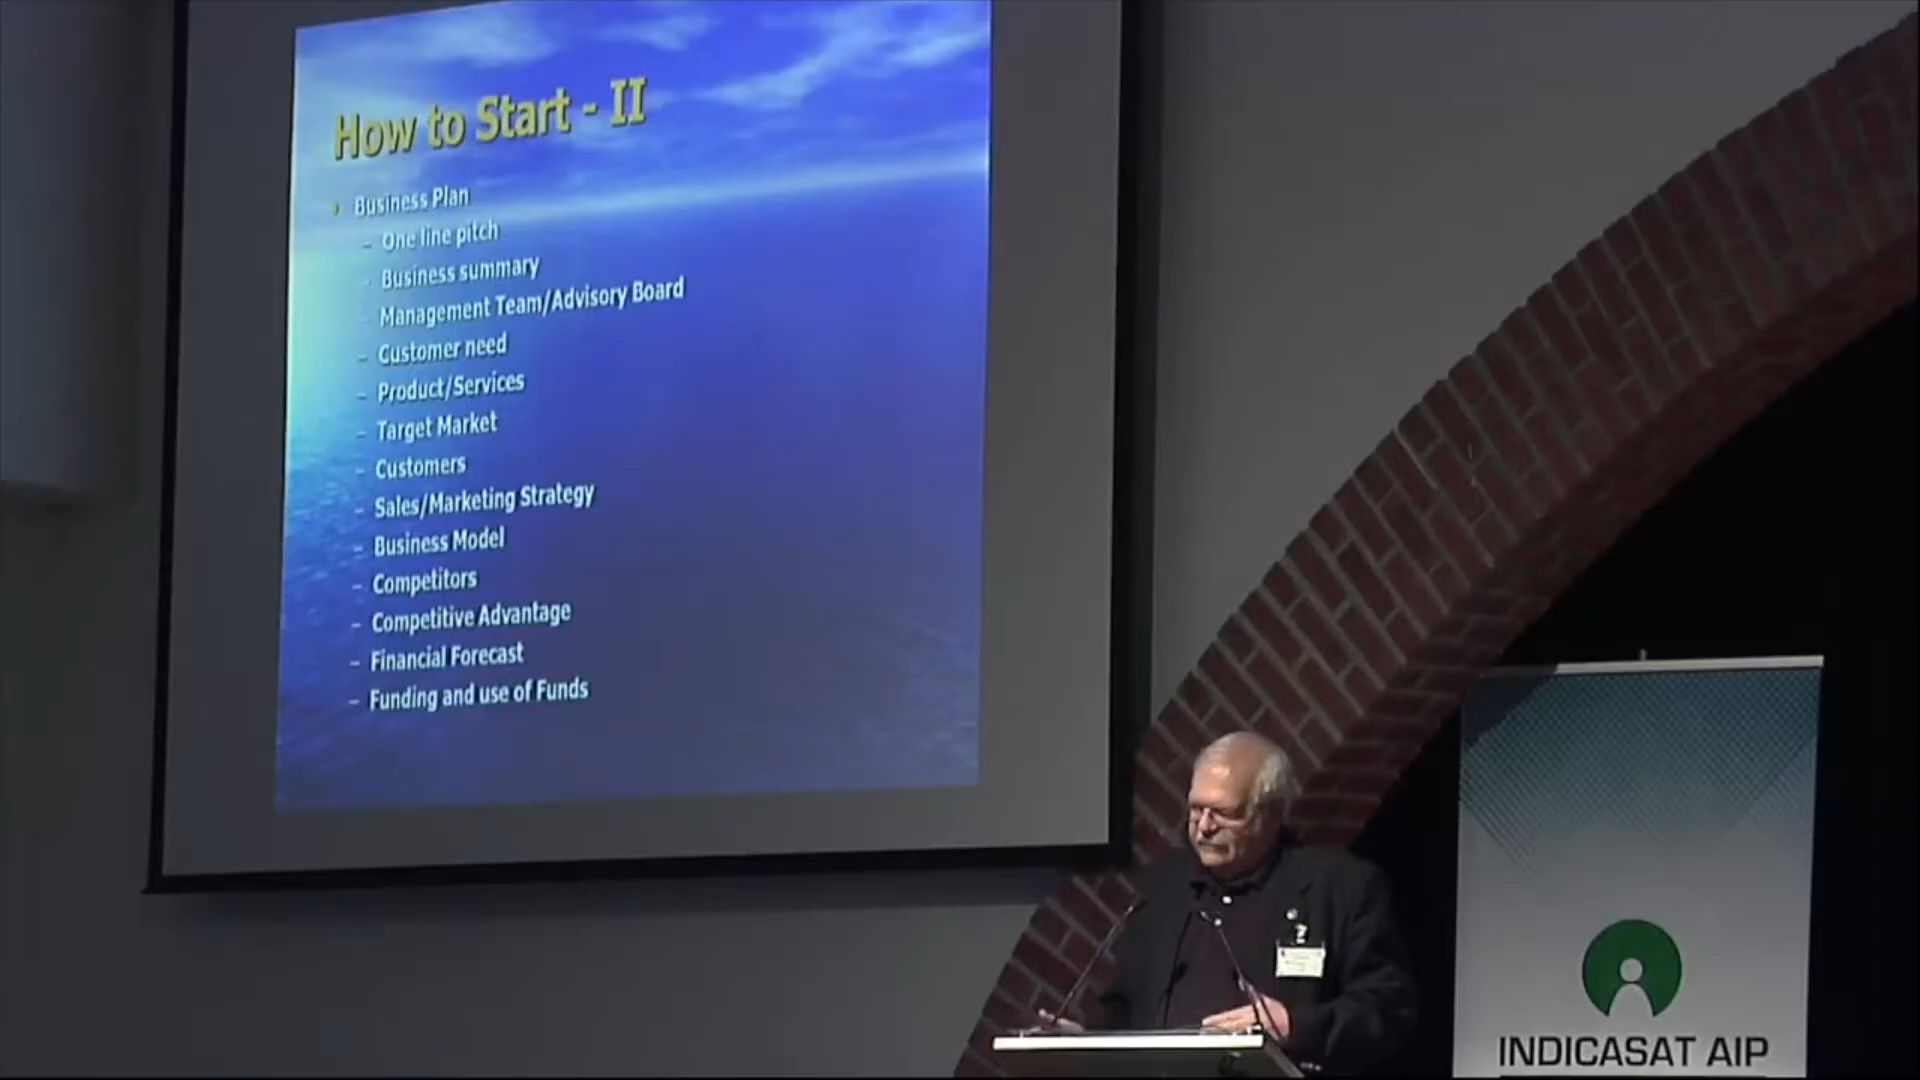 How to Start - II
• Business Plan
– One line pitch
– Business summary
– Management Team/Advisory Board
– Customer need
– Product/Services
– Target Market
– Customers
– Sales/Marketing Strategy
– Business Model
– Competitors
– Competitive Advantage
– Financial Forecast
– Funding and use of Funds
INDICASAT AIP